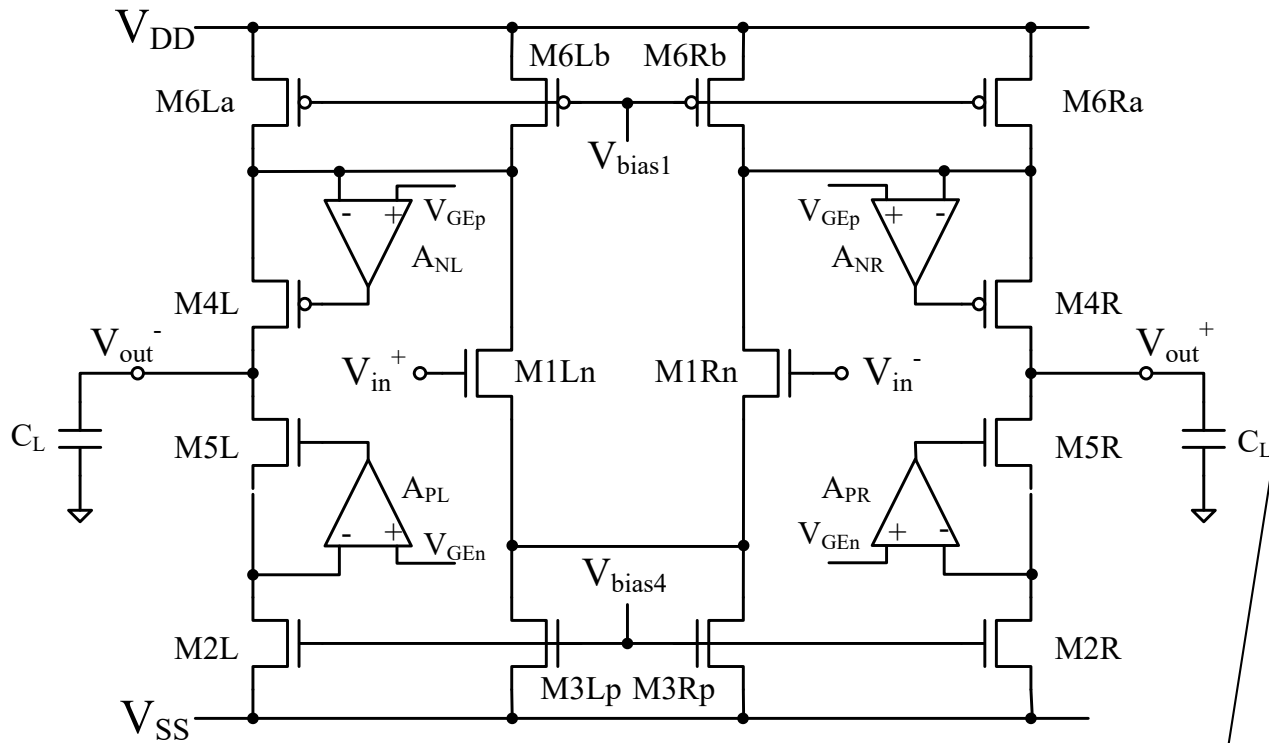 VDD
M6La
M6Lb
M6Rb
M6Ra
Vbias1
-
+
VGEp
ANL
VGEp
+
-
ANR
M4L
M4R
Vout-
Vin+
M1Ln
M1Rn
Vin-
Vout+
CL
M5L
APL
-
+
VGEn
APR
VGEn
+
-
M5R
CL
Vbias4
M2L
M3Lp
M3Rp
M2R
VSS